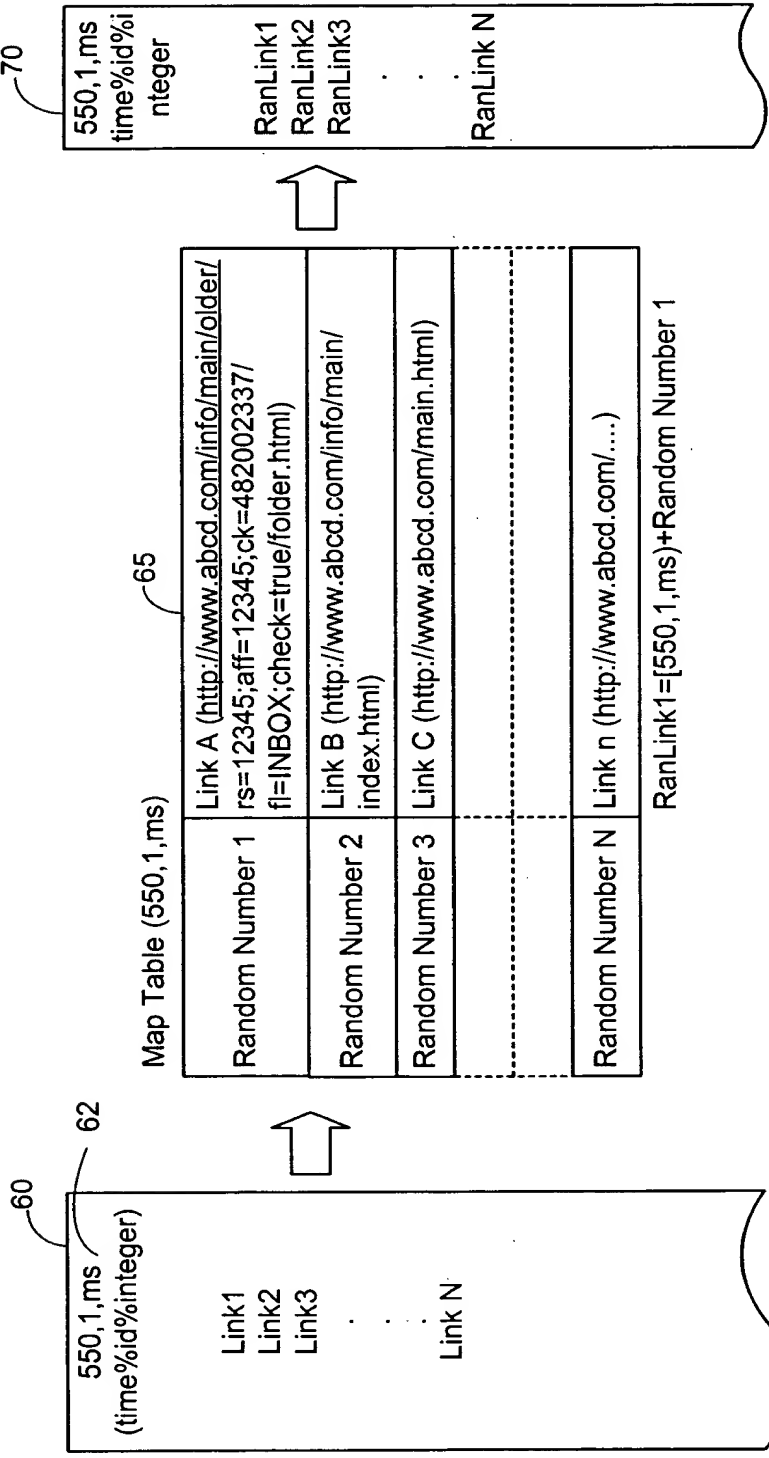 60
62
550,1,ms
(time%id%integer)
Link1
Link2
Link3
. . .
Link N
Map Table (550,1,ms)
65
Random Number 1
Link A (http://www.abcd.com/info/main/older/
rs=12345;aff=12345,ck=482002337/
fl=INBOX;check=true/folder.html)
Random Number 2
Link B (http://www.abcd.com/info/main/
index.html)
Random Number 3
Link C (http://www.abcd.com/main.html)
Random Number N
Link n (http://www.abcd.com/....)
RanLink1=[550,1,ms)+Random Number 1
70
550,1,ms
time%id%i
nteger
RanLink1
RanLink2
RanLink3
. . .
RanLink N